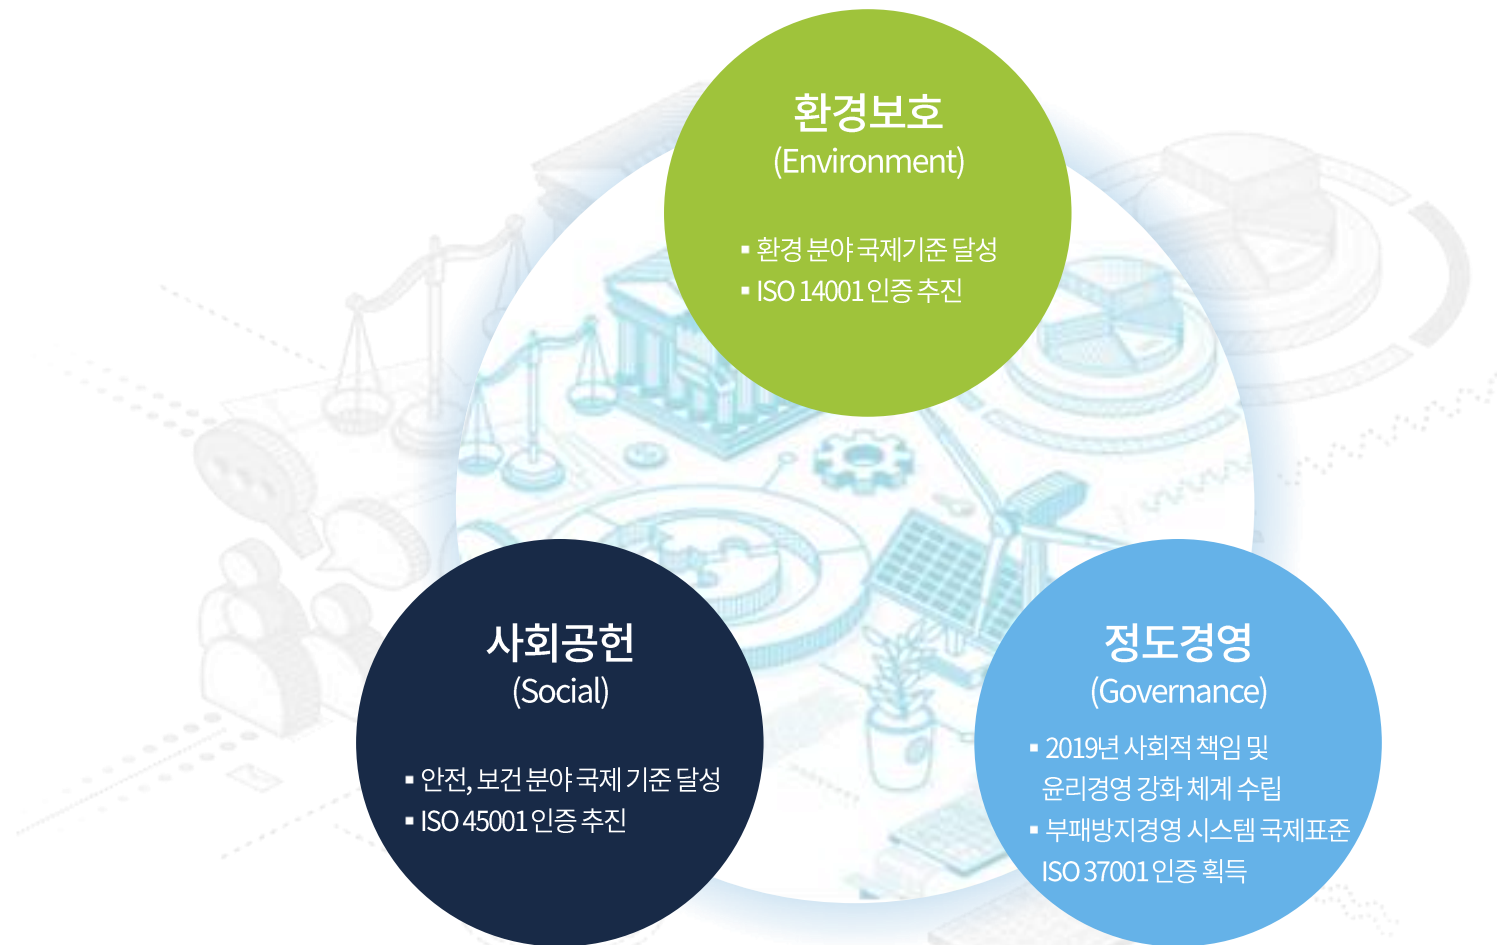 환경보호
(Environment)
▪ 환경 분야 국제기준 달성
▪ ISO 14001 인증 추진
사회공헌
(Social)
▪ 안전, 보건 분야 국제 기준 달성
▪ ISO 45001 인증 추진
정도경영
(Governance)
▪ 2019년 사회적 책임 및
윤리경영 강화 체계 수립
▪ 부패방지경영 시스템 국제표준
ISO 37001 인증 획득